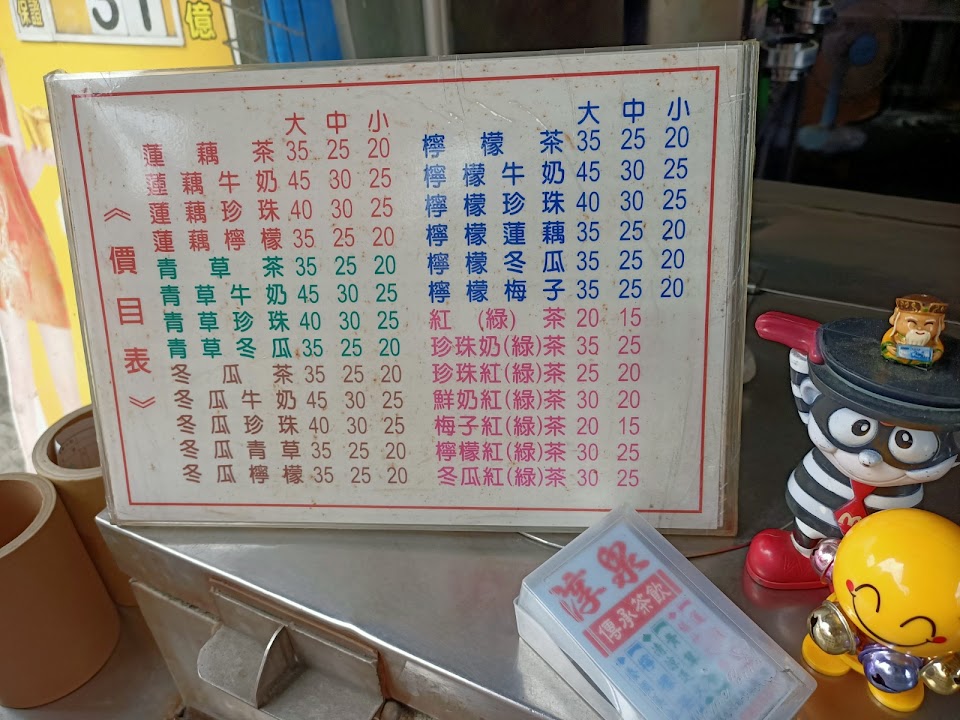 保證 31 億
《價目表》
大 中 小
蓮藕茶 35 25 20
蓮藕牛奶 45 30 25
蓮藕珍珠 40 30 25
蓮藕檸檬 35 25 20
青草茶 35 25 20
青草牛奶 45 30 25
青草珍珠 40 30 25
青草冬瓜 35 25 20
冬瓜茶 35 25 20
冬瓜牛奶 45 30 25
冬瓜珍珠 40 30 25
冬瓜青草 35 25 20
冬瓜檸檬 35 25 20
大 中 小
檸檬茶 35 25 20
檸檬牛奶 45 30 25
檸檬珍珠 40 30 25
檸檬蓮藕 35 25 20
檸檬冬瓜 35 25 20
檸檬梅子 35 25 20
紅(綠)茶 20 15
珍珠奶(綠)茶 35 25
珍珠紅(綠)茶 25 20
鮮奶紅(綠)茶 30 20
梅子紅(綠)茶 20 15
檸檬紅(綠)茶 30 25
冬瓜紅(綠)茶 30 25
淳泉
傳承茶飲